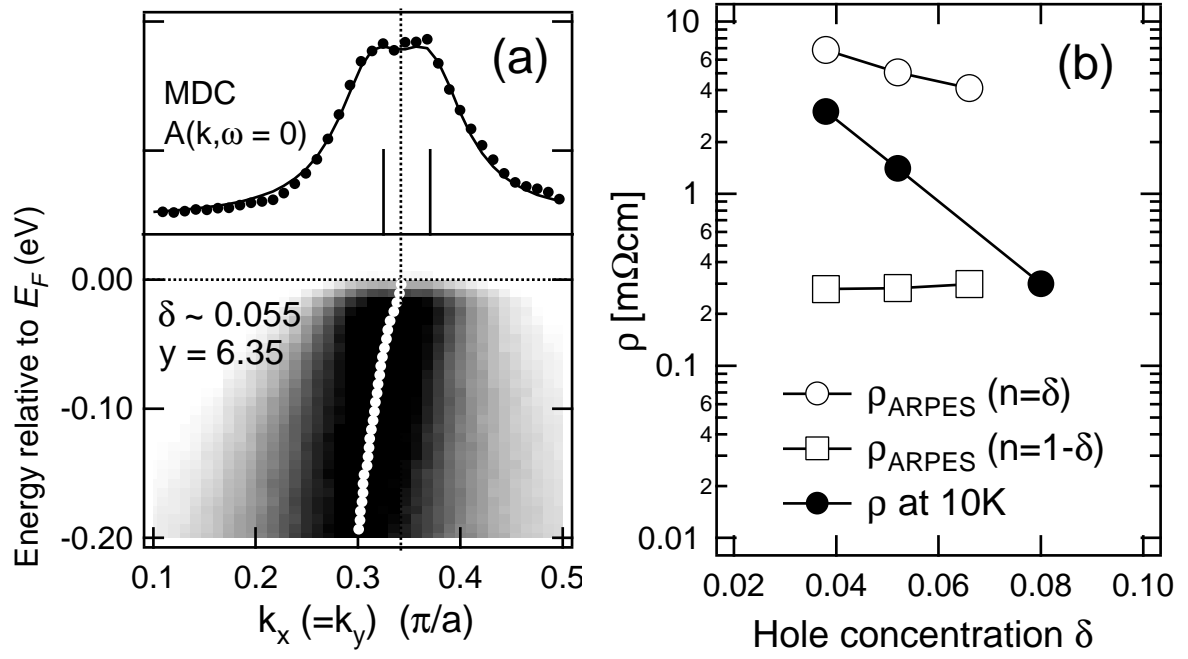 (a)
MDC
A(k,ω = 0)
Energy relative to E_F (eV)
0.00
-0.10
-0.20
δ ~ 0.055
y = 6.35
0.1
0.2
0.3
0.4
0.5
k_x (=k_y) (π/a)
(b)
ρ [mΩcm]
10
6
4
2
1
6
4
2
0.1
6
4
2
0.01
ρ_ARPES (n=δ)
ρ_ARPES (n=1-δ)
ρ at 10K
0.02
0.04
0.06
0.08
0.10
Hole concentration δ